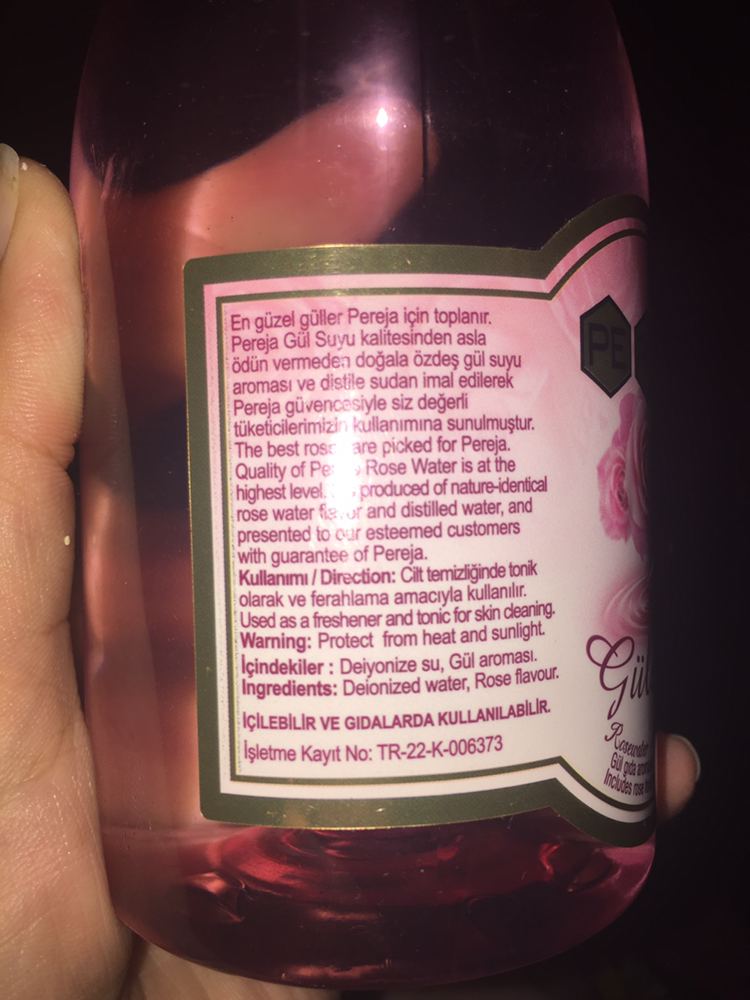 En güzel güller Pereja için toplanır.
Pereja Gül Suyu kalitesinden asla
ödün vermeden doğala özdeş gül suyu
aroması ve distile sudan imal edilerek
Pereja güvencesiyle siz değerli
tüketicilerimizin kullanımına sunulmuştur.
The best roses are picked for Pereja.
Quality of Pereja Rose Water is at the
highest level. produced of nature-identical
rose water flavor and distilled water, and
presented to our esteemed customers
with guarantee of Pereja.
Kullanımı / Direction: Cilt temizliğinde tonik
olarak ve ferahlama amacıyla kullanılır.
Used as a freshener and tonic for skin cleaning.
Warning: Protect from heat and sunlight.
İçindekiler : Deiyonize su, Gül aroması.
Ingredients: Deionized water, Rose flavour.
İÇİLEBİLİR VE GIDALARDA KULLANILABİLİR.
İşletme Kayıt No: TR-22-K-006373
PE
Gül
Rosewater
Gül gıda
Includes rose